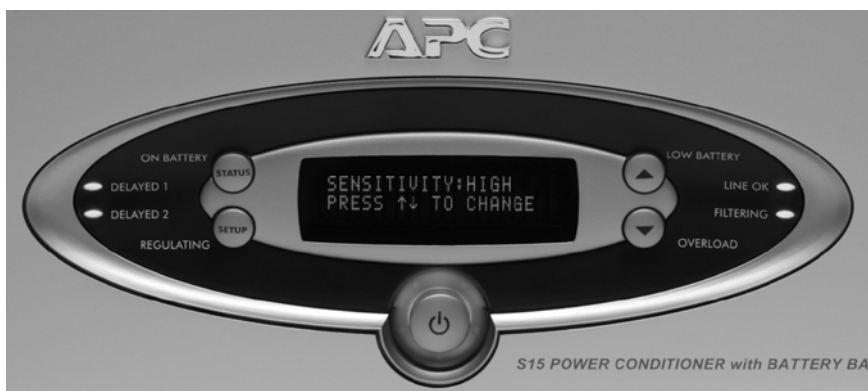 APC
ON BATTERY
STATUS
DELAYED 1
DELAYED 2
SETUP
REGULATING
SENSITIVITY:HIGH
PRESS ↑↓ TO CHANGE
LOW BATTERY
LINE OK
FILTERING
OVERLOAD
S15 POWER CONDITIONER with BATTERY BA